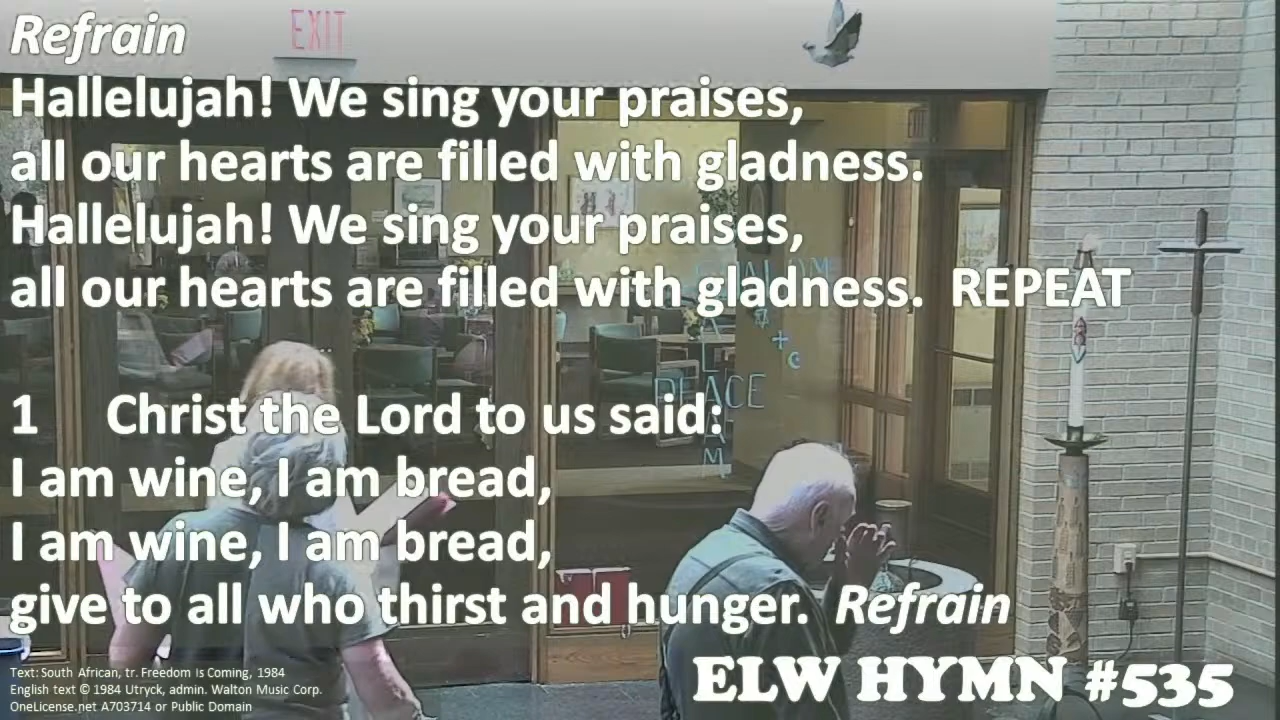 Refrain
EXIT
Hallelujah! We sing your praises,
all our hearts are filled with gladness.
Hallelujah! We sing your praises,
all our hearts are filled with gladness. REPEAT
SHALOM
SALAAM
PEACE
1 Christ the Lord to us said:
I am wine, I am bread,
I am wine, I am bread,
give to all who thirst and hunger. Refrain
ELW HYMN #535
Text: South African, tr. Freedom is Coming, 1984
English text © 1984 Utryck, admin. Walton Music Corp.
OneLicense.net A703714 or Public Domain